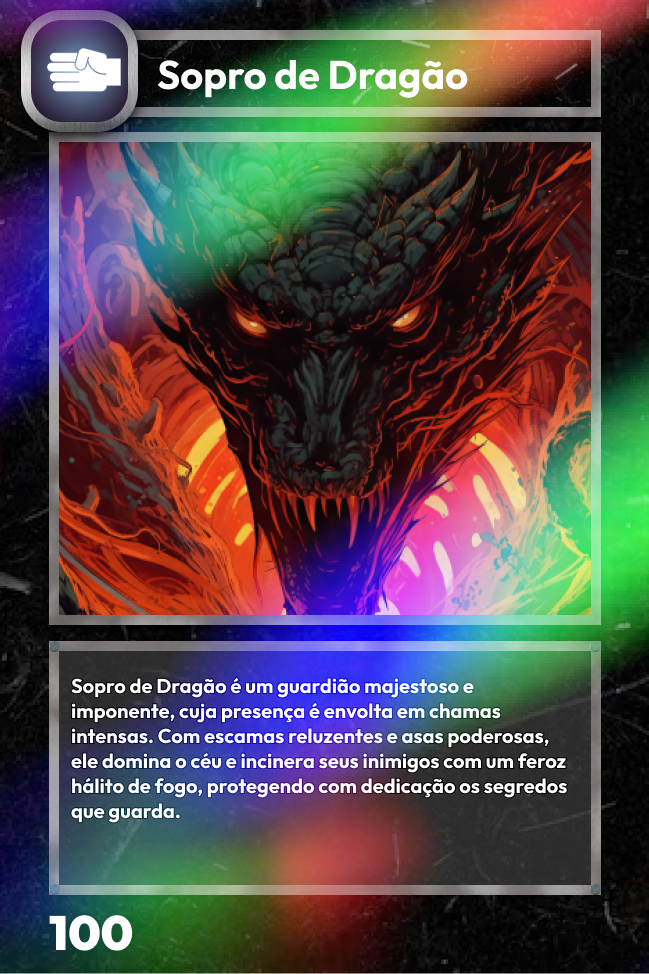 Sopro de Dragão
Sopro de Dragão é um guardião majestoso e
imponente, cuja presença é envolta em chamas
intensas. Com escamas reluzentes e asas poderosas,
ele domina o céu e incinera seus inimigos com um feroz
hálito de fogo, protegendo com dedicação os segredos
que guarda.
100